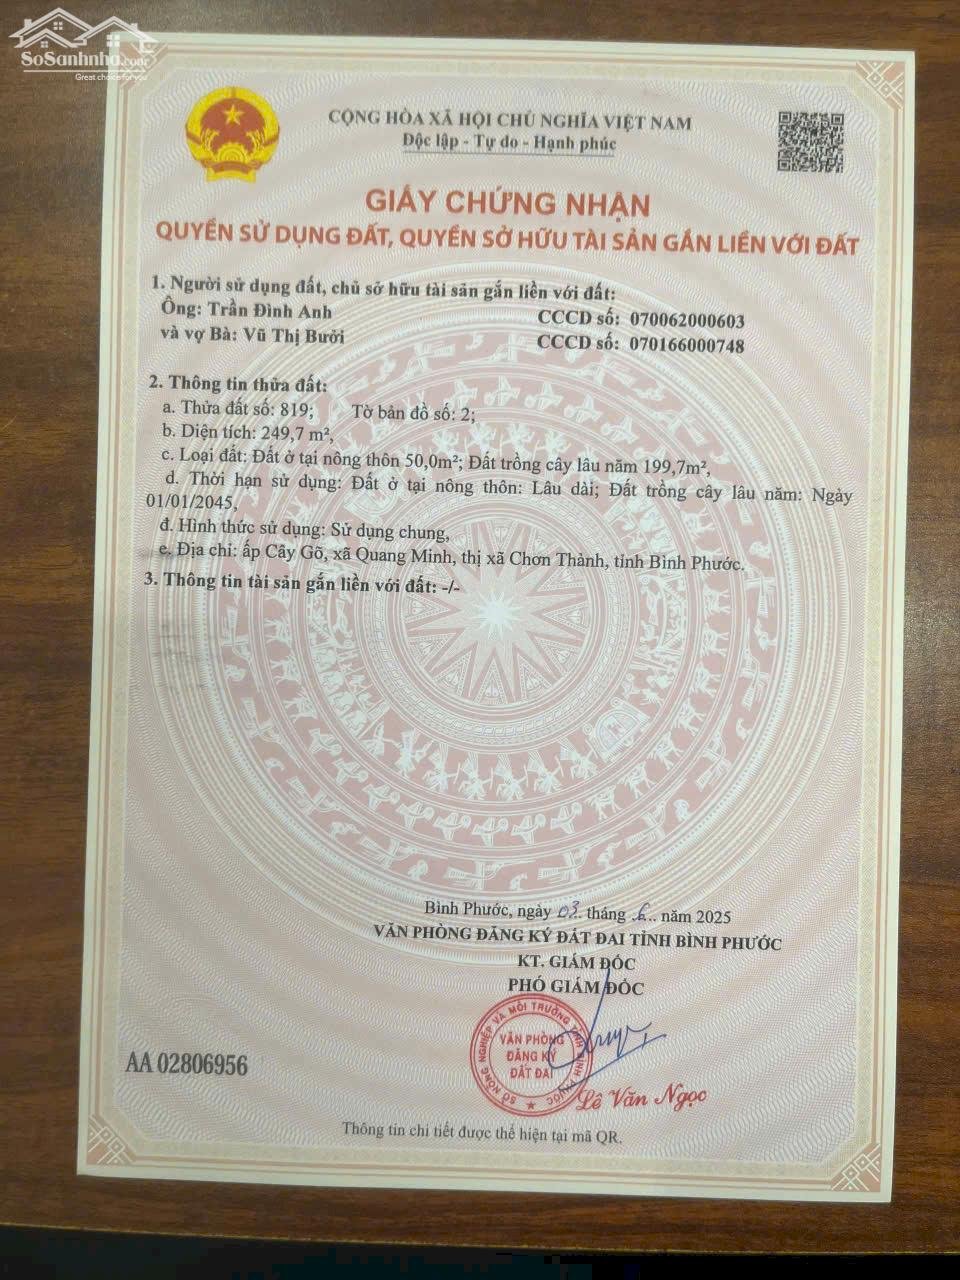 SoSanhnha.com
Great choice for you
CỘNG HÒA XÃ HỘI CHỦ NGHĨA VIỆT NAM
Độc lập - Tự do - Hạnh phúc
GIẤY CHỨNG NHẬN
QUYỀN SỬ DỤNG ĐẤT, QUYỀN SỞ HỮU TÀI SẢN GẮN LIỀN VỚI ĐẤT
1. Người sử dụng đất, chủ sở hữu tài sản gắn liền với đất:
Ông: Trần Đình Anh CCCD số: 070062000603
và vợ Bà: Vũ Thị Bưởi CCCD số: 070166000748
2. Thông tin thửa đất:
a. Thửa đất số: 819; Tờ bản đồ số: 2;
b. Diện tích: 249,7 m²,
c. Loại đất: Đất ở tại nông thôn 50,0m²; Đất trồng cây lâu năm 199,7m²,
d. Thời hạn sử dụng: Đất ở tại nông thôn: Lâu dài; Đất trồng cây lâu năm: Ngày
01/01/2045,
đ. Hình thức sử dụng: Sử dụng chung,
e. Địa chỉ: ấp Cây Gõ, xã Quang Minh, thị xã Chơn Thành, tỉnh Bình Phước.
3. Thông tin tài sản gắn liền với đất: -/-
Bình Phước, ngày 03 tháng 6 năm 2025
VĂN PHÒNG ĐĂNG KÝ ĐẤT ĐAI TỈNH BÌNH PHƯỚC
KT. GIÁM ĐỐC
PHÓ GIÁM ĐỐC
SỞ NÔNG NGHIỆP VÀ MÔI TRƯỜNG TỈNH BÌNH PHƯỚC
VĂN PHÒNG
ĐĂNG KÝ
ĐẤT ĐAI
Lê Văn Ngọc
AA 02806956
Thông tin chi tiết được thể hiện tại mã QR.